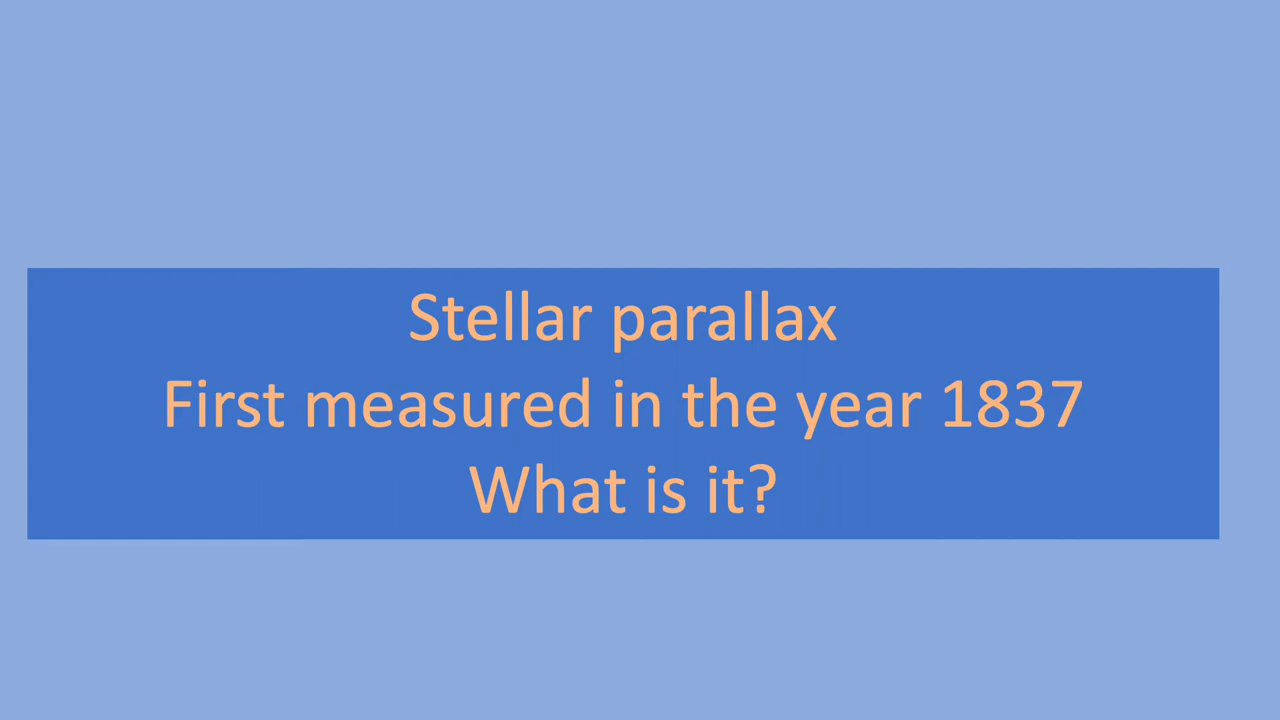 Stellar parallax
First measured in the year 1837
What is it?